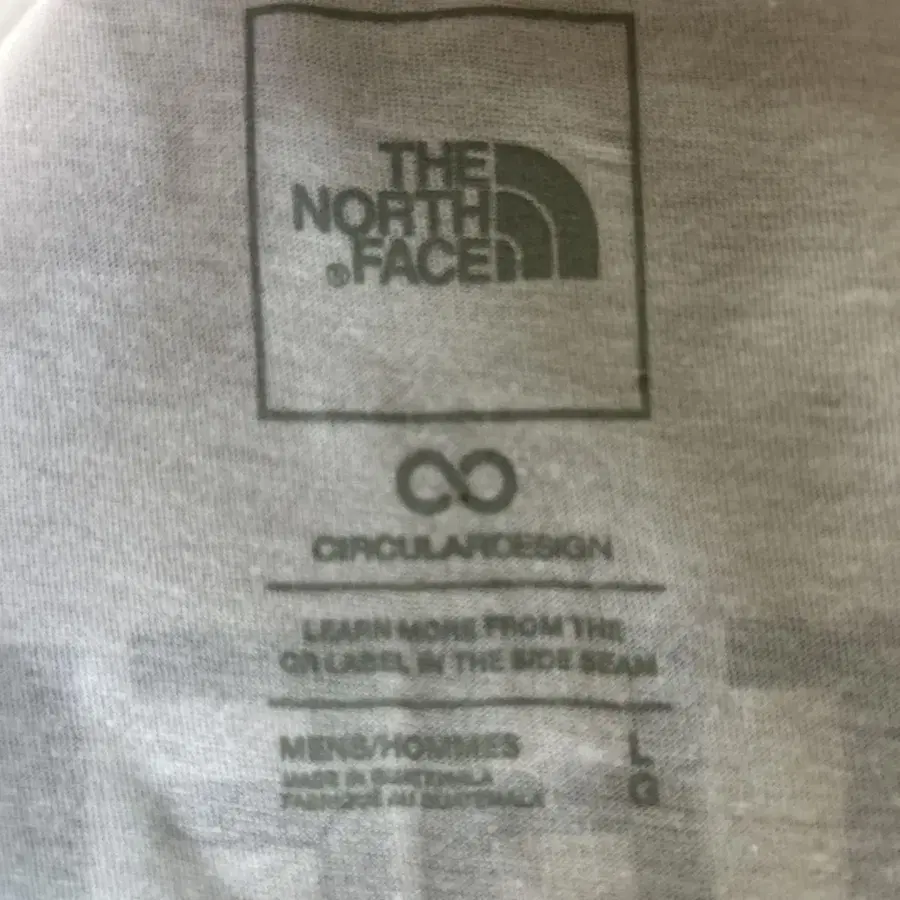 THE
NORTH
®FACE
CIRCULARDESIGN
LEARN MORE FROM THE
QR LABEL IN THE SIDE SEAM
MENS/HOMMES L
MADE IN GUATEMALA G
FABRIQUÉ AU GUATEMALA